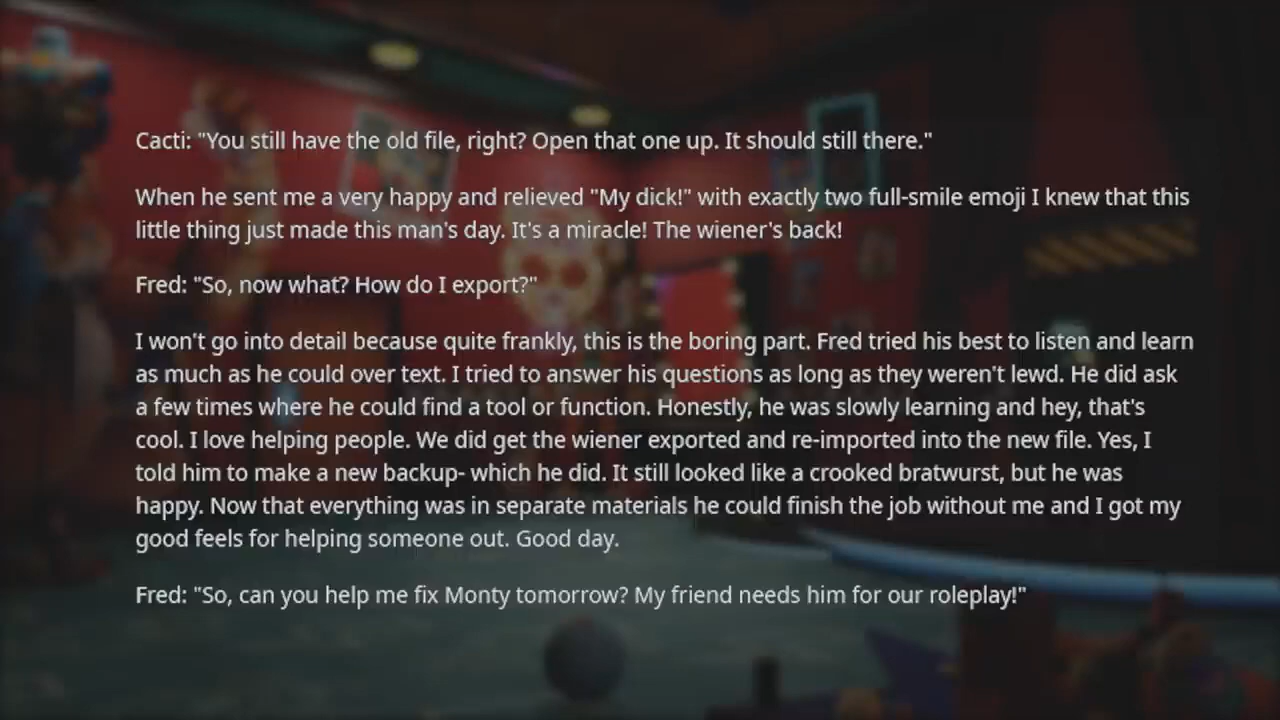 Cacti: "You still have the old file, right? Open that one up. It should still there."
When he sent me a very happy and relieved "My dick!" with exactly two full-smile emoji I knew that this
little thing just made this man's day. It's a miracle! The wiener's back!
Fred: "So, now what? How do I export?"
I won't go into detail because quite frankly, this is the boring part. Fred tried his best to listen and learn
as much as he could over text. I tried to answer his questions as long as they weren't lewd. He did ask
a few times where he could find a tool or function. Honestly, he was slowly learning and hey, that's
cool. I love helping people. We did get the wiener exported and re-imported into the new file. Yes, I
told him to make a new backup- which he did. It still looked like a crooked bratwurst, but he was
happy. Now that everything was in separate materials he could finish the job without me and I got my
good feels for helping someone out. Good day.
Fred: "So, can you help me fix Monty tomorrow? My friend needs him for our roleplay!"